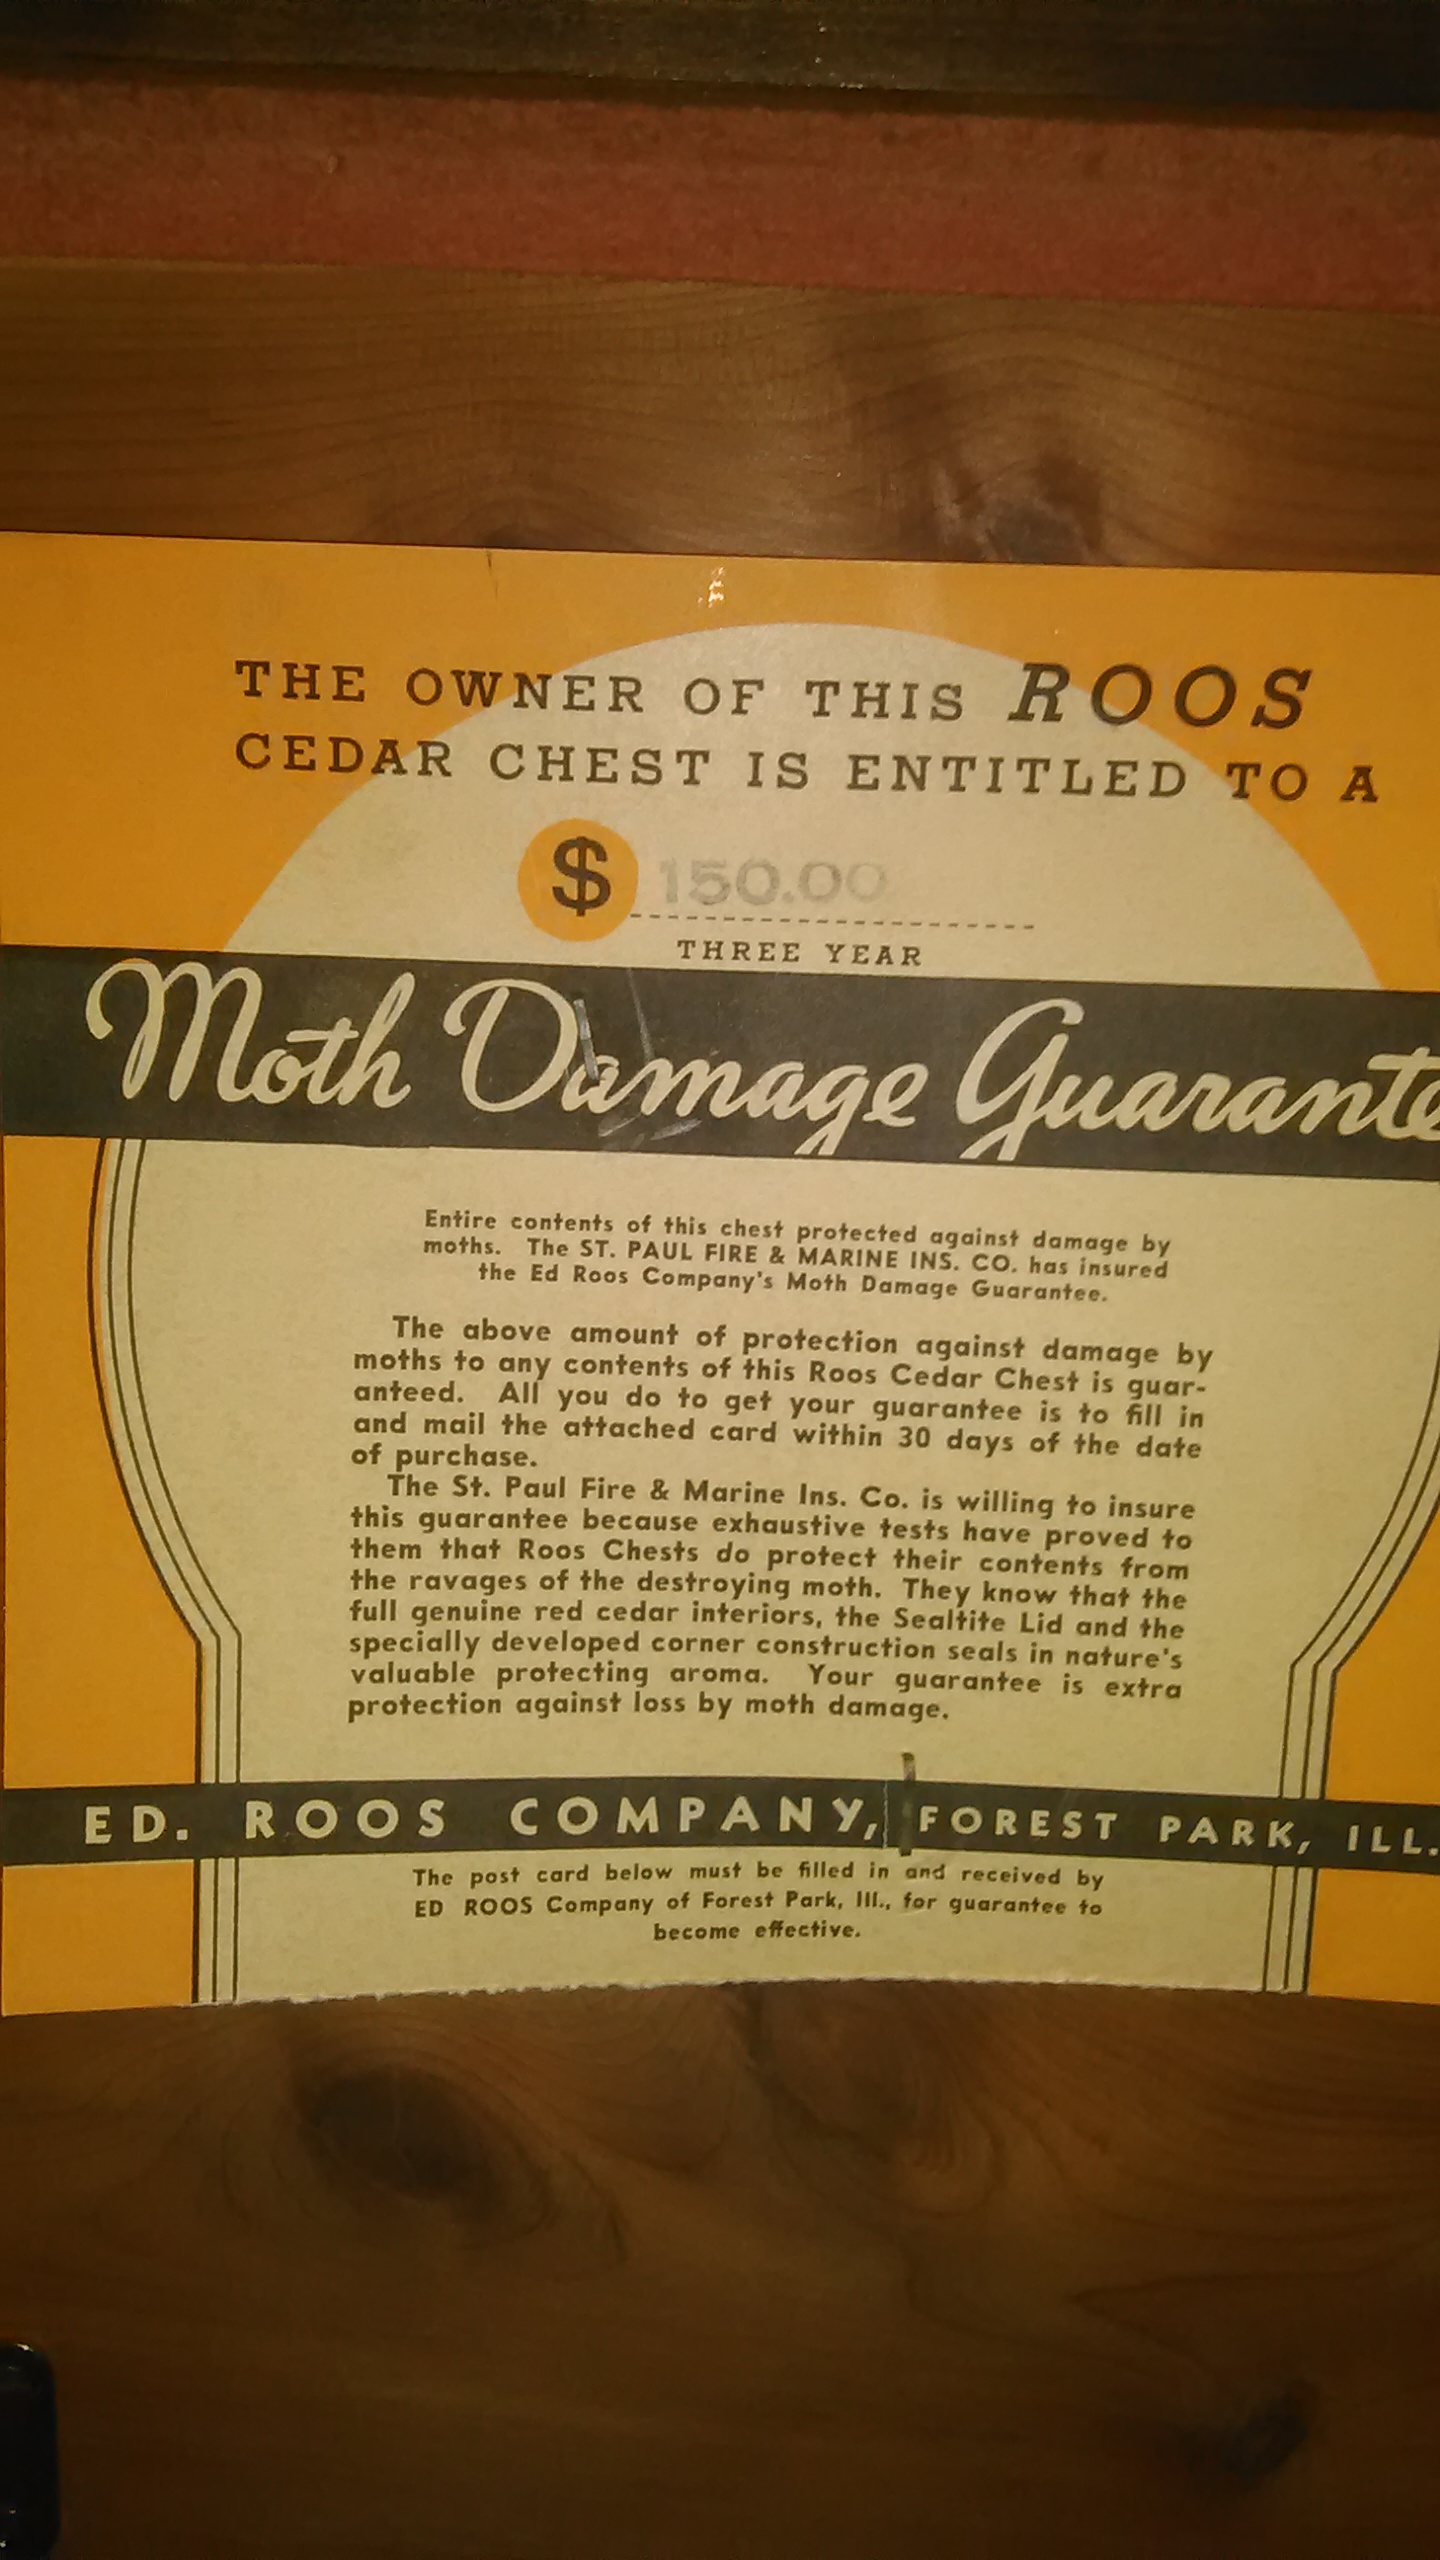 THE OWNER OF THIS ROOS
CEDAR CHEST IS ENTITLED TO A
$ 150.00
THREE YEAR
Moth Damage Guarante
Entire contents of this chest protected against damage by
moths. The ST. PAUL FIRE & MARINE INS. CO. has insured
the Ed Roos Company's Moth Damage Guarantee.
The above amount of protection against damage by
moths to any contents of this Roos Cedar Chest is guar-
anteed. All you do to get your guarantee is to fill in
and mail the attached card within 30 days of the date
of purchase.
The St. Paul Fire & Marine Ins. Co. is willing to insure
this guarantee because exhaustive tests have proved to
them that Roos Chests do protect their contents from
the ravages of the destroying moth. They know that the
full genuine red cedar interiors, the Sealtite Lid and the
specially developed corner construction seals in nature's
valuable protecting aroma. Your guarantee is extra
protection against loss by moth damage.
ED. ROOS COMPANY, FOREST PARK, ILL.
The post card below must be filled in and received by
ED ROOS Company of Forest Park, Ill., for guarantee to
become effective.